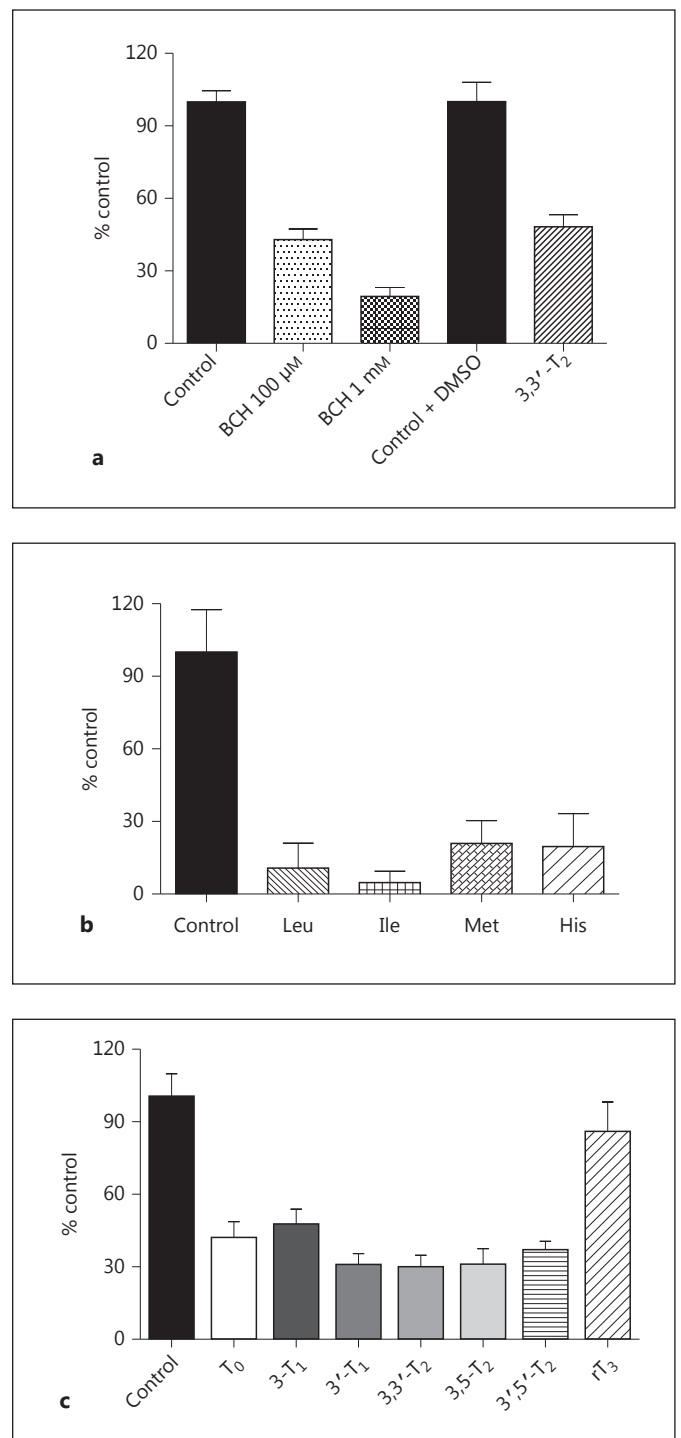 120
90
60
30
0
% control
Control
BCH 100 μM
BCH 1 mM
Control + DMSO
3,3′-T₂
a
120
90
60
30
0
% control
Control Leu Ile Met His
b
120
90
60
30
0
% control
Control
T₀
3-T₁
3′-T₁
3,3′-T₂
3,5-T₂
3′,5′-T₂
rT₃
c